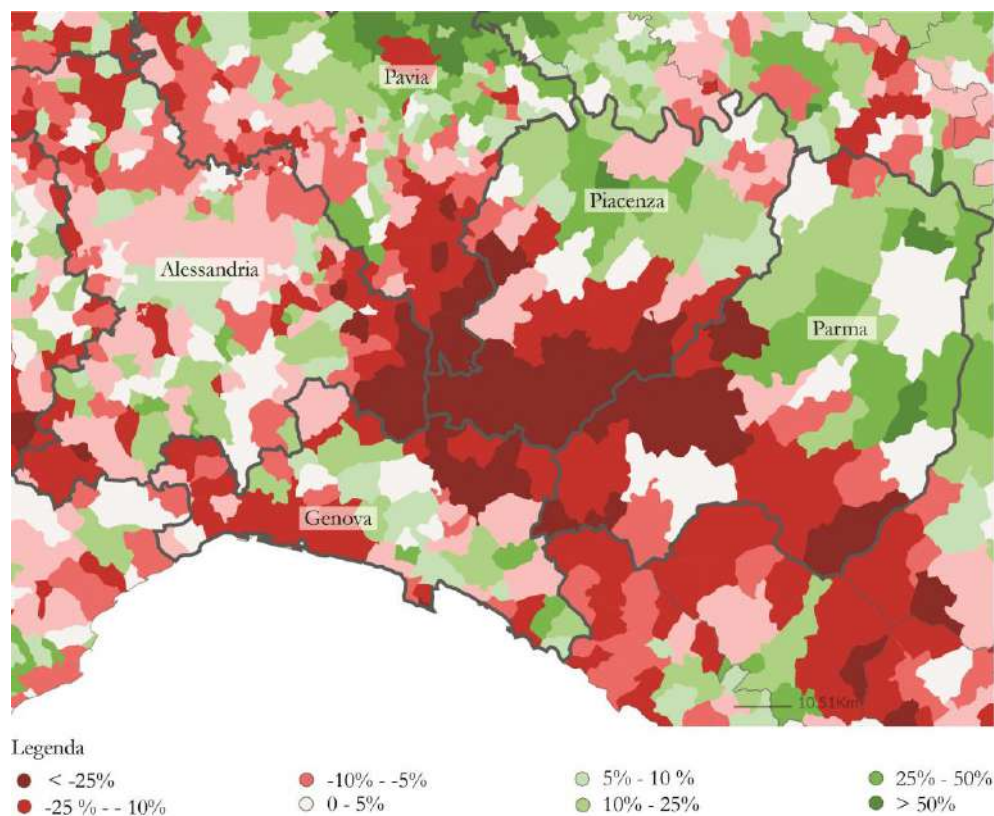 Pavia
Piacenza
Alessandria
Parma
Genova
10.51Km
Legenda
< -25%
-10% - -5%
5% - 10 %
25% - 50%
-25 % - - 10%
0 - 5%
10% - 25%
> 50%